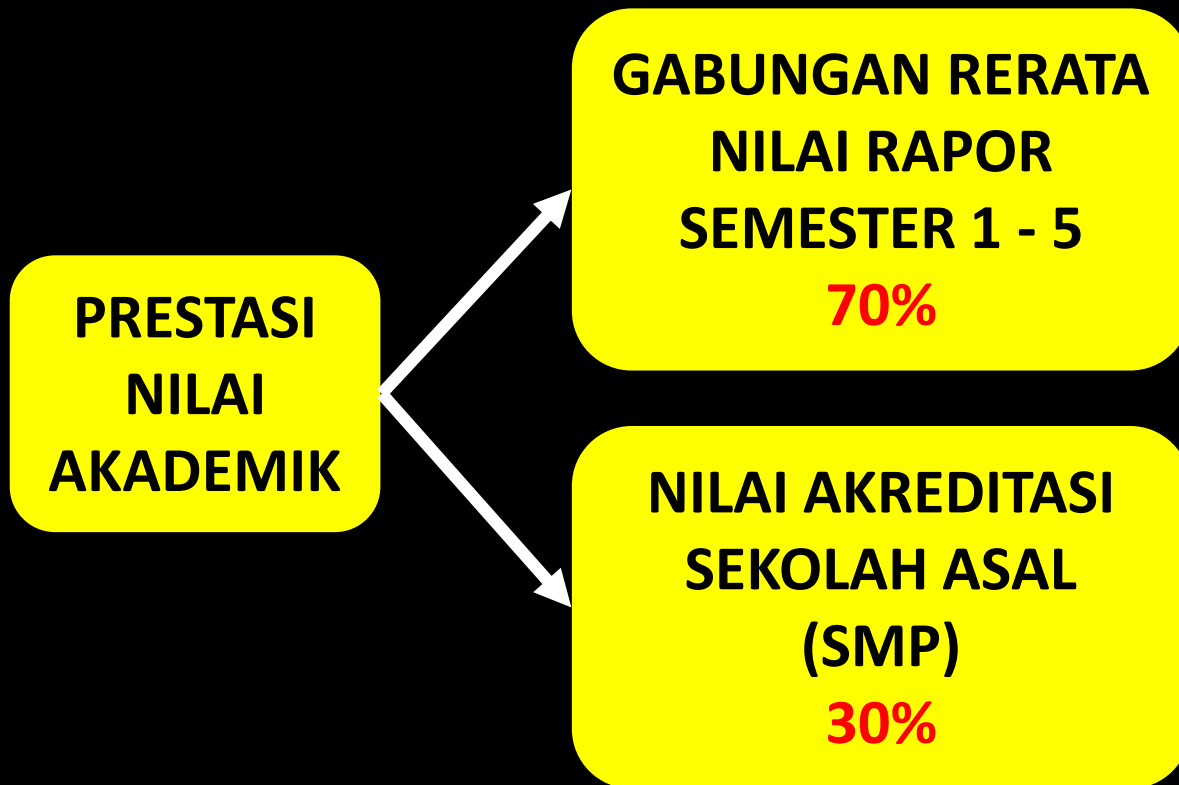 PRESTASI
NILAI
AKADEMIK
GABUNGAN RERATA
NILAI RAPOR
SEMESTER 1 - 5
70%
NILAI AKREDITASI
SEKOLAH ASAL
(SMP)
30%